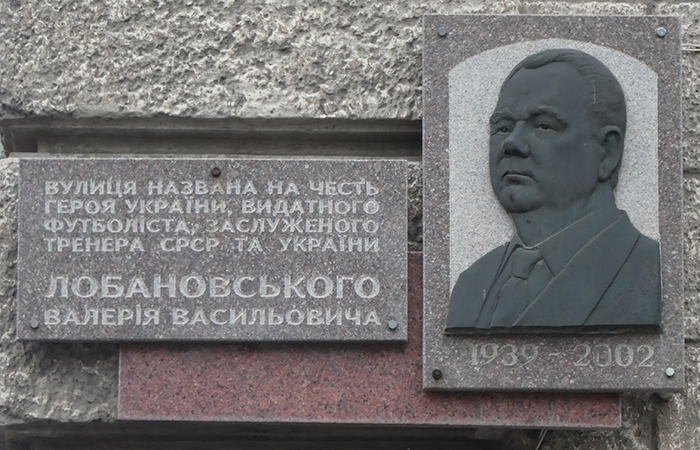 ВУЛИЦЯ НАЗВАНА НА ЧЕСТЬ
ГЕРОЯ УКРАЇНИ, ВИДАТНОГО
ФУТБОЛІСТА, ЗАСЛУЖЕНОГО
ТРЕНЕРА СРСР ТА УКРАЇНИ
ЛОБАНОВСЬКОГО
ВАЛЕРІЯ ВАСИЛЬОВИЧА
1939 - 2002